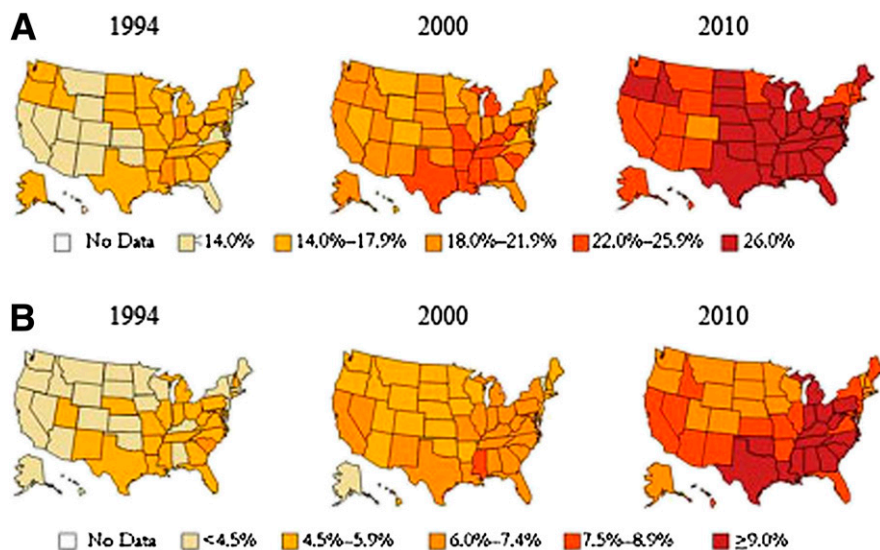 A 1994 2000 2010
No Data <14.0% 14.0%–17.9% 18.0%–21.9% 22.0%–25.9% 26.0%
B 1994 2000 2010
No Data <4.5% 4.5%–5.9% 6.0%–7.4% 7.5%–8.9% ≥9.0%